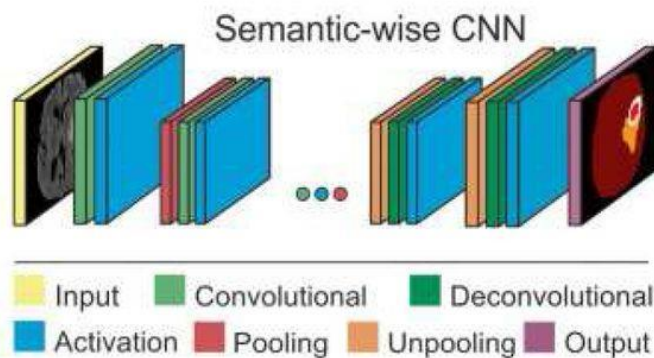 Semantic-wise CNN
Input Convolutional Deconvolutional
Activation Pooling Unpooling Output